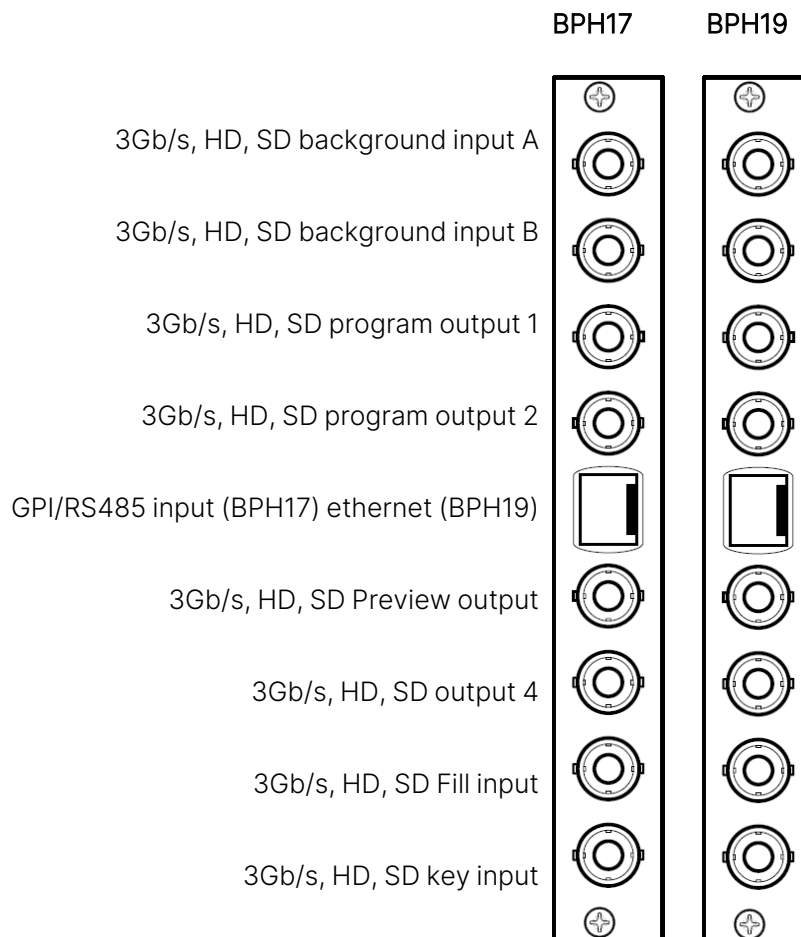 BPH17 BPH19
3Gb/s, HD, SD background input A
3Gb/s, HD, SD background input B
3Gb/s, HD, SD program output 1
3Gb/s, HD, SD program output 2
GPI/RS485 input (BPH17) ethernet (BPH19)
3Gb/s, HD, SD Preview output
3Gb/s, HD, SD output 4
3Gb/s, HD, SD Fill input
3Gb/s, HD, SD key input